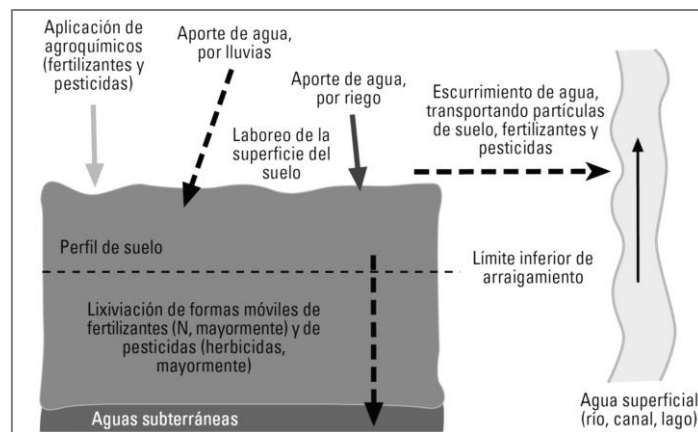 Aplicación de
agroquímicos
(fertilizantes y
pesticidas)
Aporte de agua,
por lluvias
Aporte de agua,
por riego
Laboreo de la
superficie del
suelo
Escurrimiento de agua,
transportando partículas
de suelo, fertilizantes y
pesticidas
Perfil de suelo
Límite inferior de
arraigamiento
Lixiviación de formas móviles de
fertilizantes (N, mayormente) y de
pesticidas (herbicidas,
mayormente)
Aguas subterráneas
Agua superficial
(río, canal, lago)